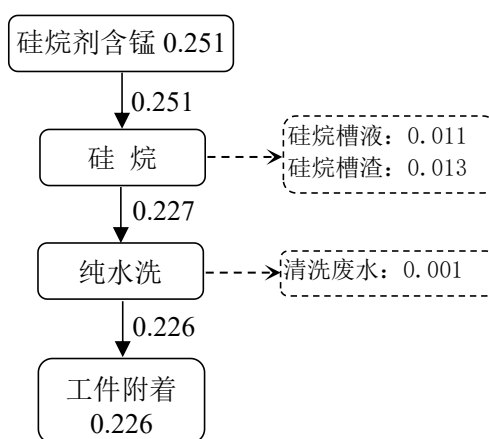 硅烷剂含锰 0.251
0.251
硅 烷
硅烷槽液：0.011
硅烷槽渣：0.013
0.227
纯水洗
清洗废水：0.001
0.226
工件附着
0.226